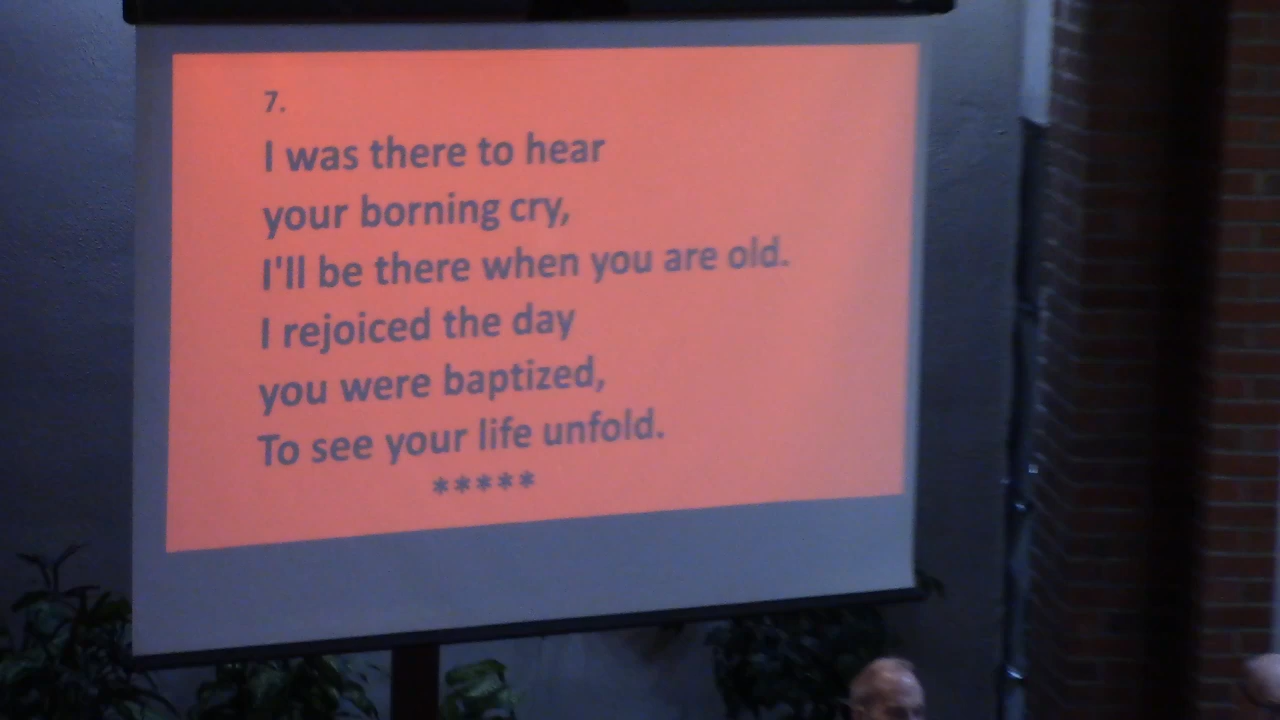 7.
I was there to hear
your borning cry,
I'll be there when you are old.
I rejoiced the day
you were baptized,
To see your life unfold.
*****